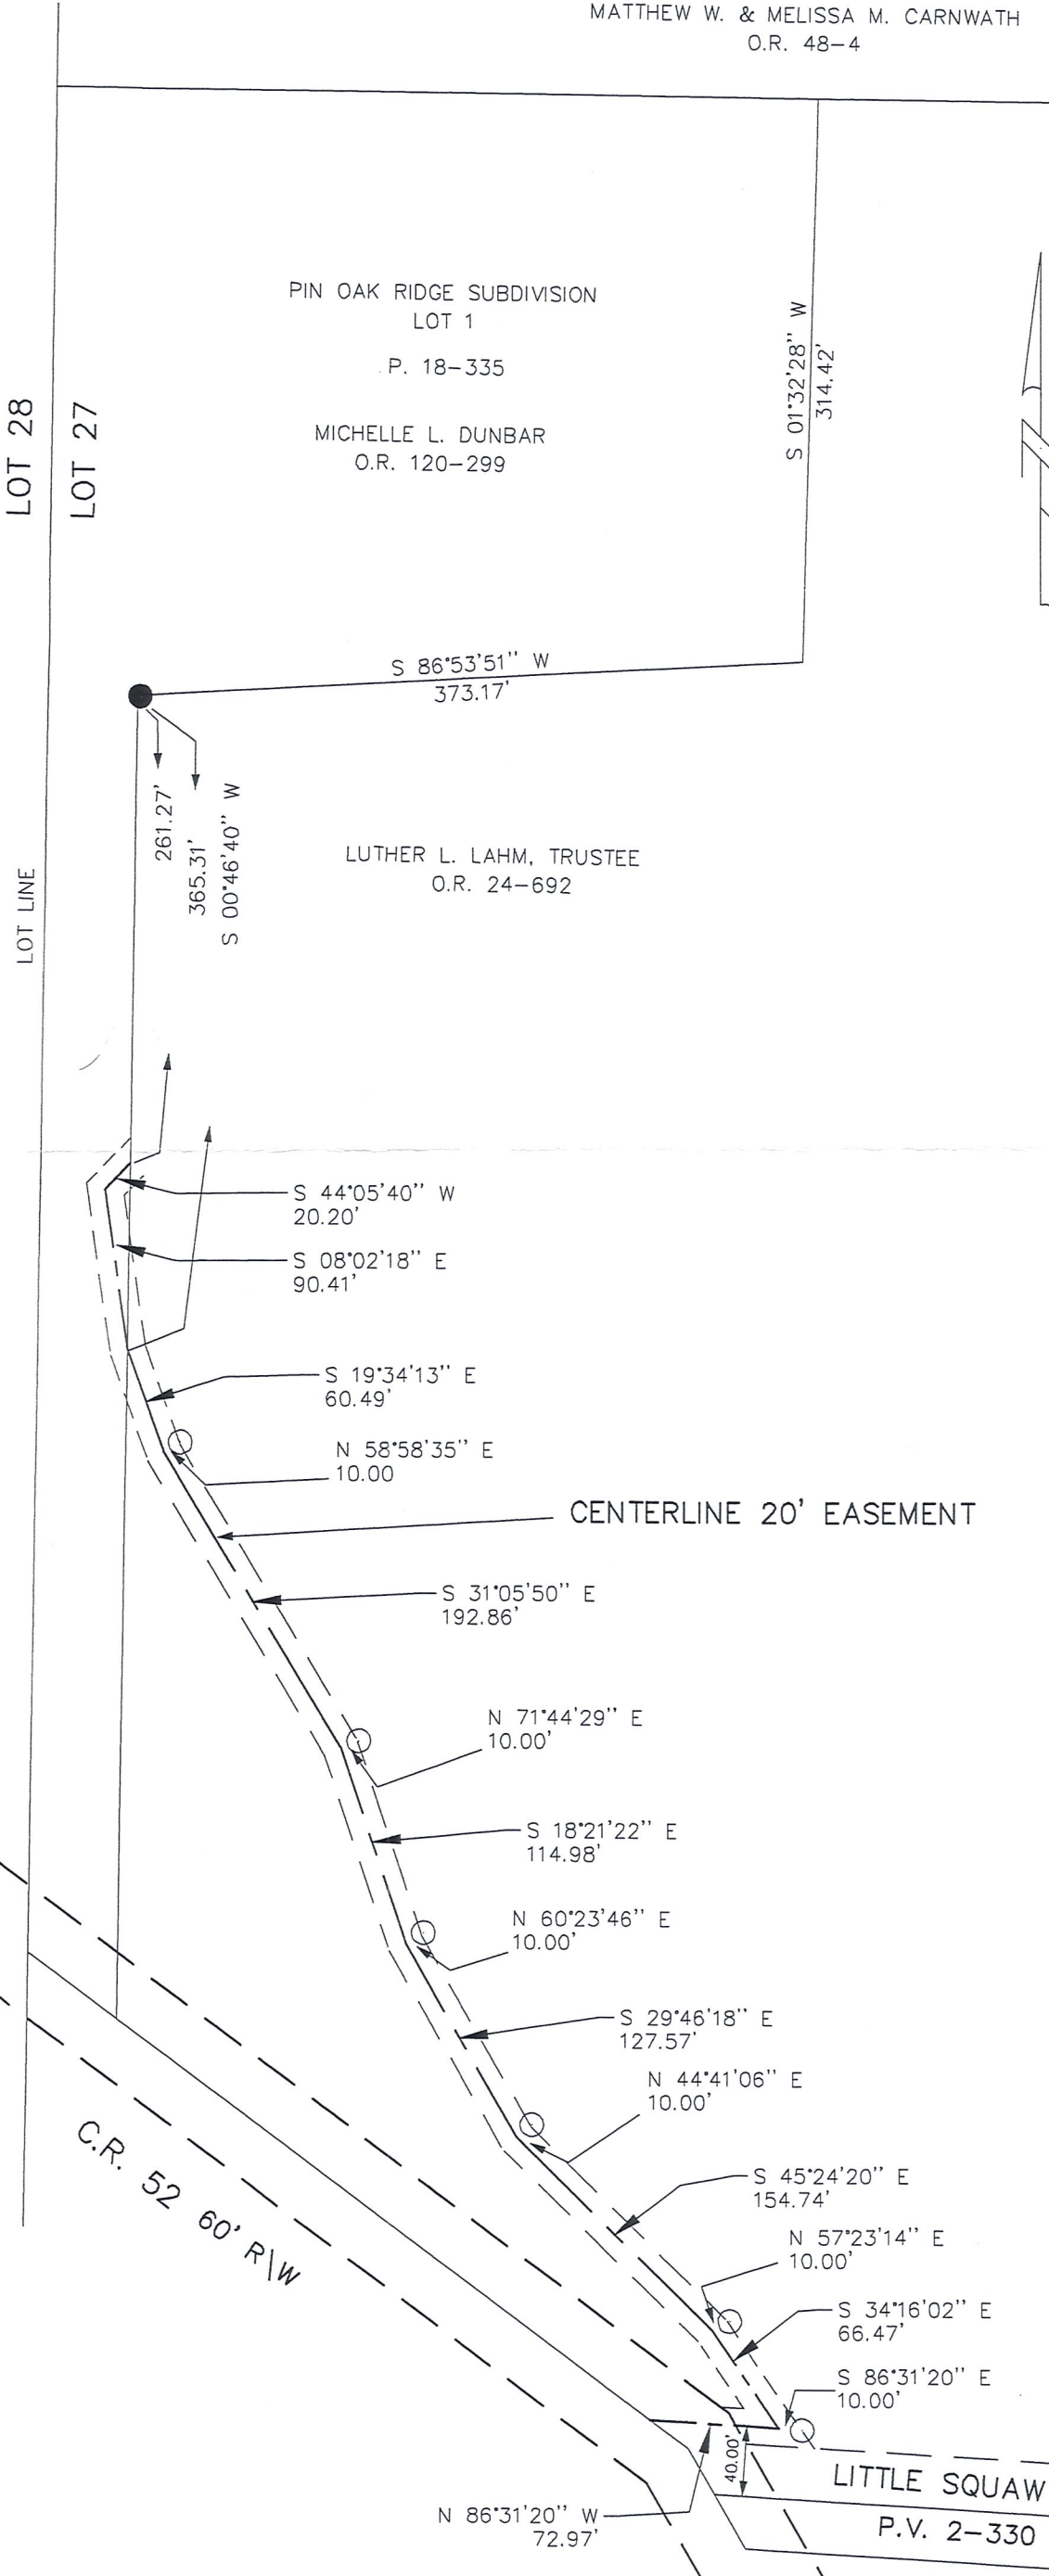 MATTHEW W. & MELISSA M. CARNWATH
O.R. 48-4
PIN OAK RIDGE SUBDIVISION
LOT 1
P. 18-335
MICHELLE L. DUNBAR
O.R. 120-299
S 01°32'28" W
314.42'
LOT 28
LOT 27
S 86°53'51" W
373.17'
261.27'
365.31'
S 00°46'40" W
LUTHER L. LAHM, TRUSTEE
O.R. 24-692
LOT LINE
S 44°05'40" W
20.20'
S 08°02'18" E
90.41'
S 19°34'13" E
60.49'
N 58°58'35" E
10.00
CENTERLINE 20' EASEMENT
S 31°05'50" E
192.86'
N 71°44'29" E
10.00'
S 18°21'22" E
114.98'
N 60°23'46" E
10.00'
S 29°46'18" E
127.57'
N 44°41'06" E
10.00'
C.R. 52 60' R\W
S 45°24'20" E
154.74'
N 57°23'14" E
10.00'
S 34°16'02" E
66.47'
S 86°31'20" E
10.00'
40.00'
LITTLE SQUAW
N 86°31'20" W
72.97'
P.V. 2-330